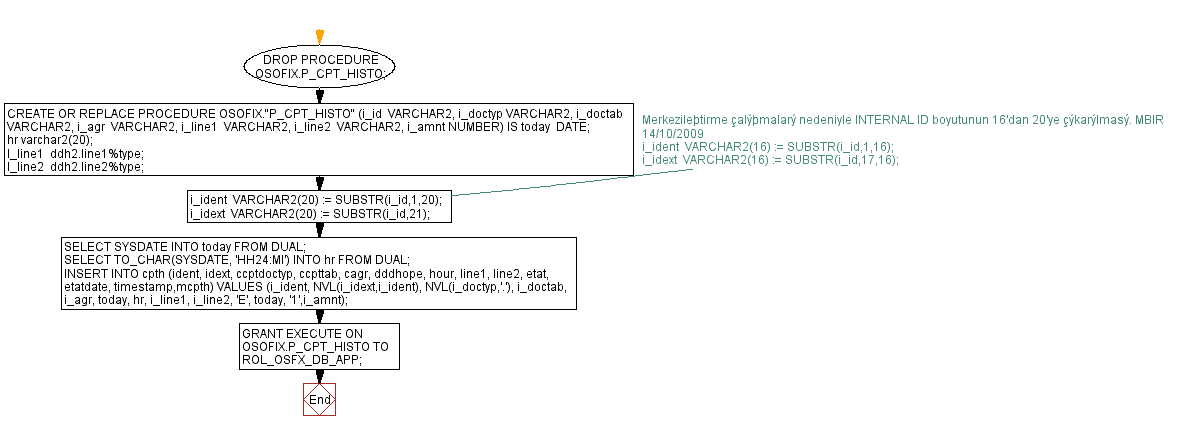 DROP PROCEDURE
OSOFIX.P_CPT_HISTO;
CREATE OR REPLACE PROCEDURE OSOFIX."P_CPT_HISTO" (i_id VARCHAR2, i_doctyp VARCHAR2, i_doctab
VARCHAR2, i_agr VARCHAR2, i_line1 VARCHAR2, i_line2 VARCHAR2, i_amnt NUMBER) IS today DATE;
hr varchar2(20);
l_line1 ddh2.line1%type;
l_line2 ddh2.line2%type;
Merkezileþtirme çalýþmalarý nedeniyle INTERNAL ID boyutunun 16'dan 20'ye çýkarýlmasý. MBIR
14/10/2009
i_ident VARCHAR2(16) := SUBSTR(i_id,1,16);
i_idext VARCHAR2(16) := SUBSTR(i_id,17,16);
i_ident VARCHAR2(20) := SUBSTR(i_id,1,20);
i_idext VARCHAR2(20) := SUBSTR(i_id,21);
SELECT SYSDATE INTO today FROM DUAL;
SELECT TO_CHAR(SYSDATE, 'HH24:MI') INTO hr FROM DUAL;
INSERT INTO cpth (ident, idext, ccptdoctyp, ccpttab, cagr, dddhope, hour, line1, line2, etat,
etatdate, timestamp,mcpth) VALUES (i_ident, NVL(i_idext,i_ident), NVL(i_doctyp,'.'), i_doctab,
i_agr, today, hr, i_line1, i_line2, 'E', today, '1',i_amnt);
GRANT EXECUTE ON
OSOFIX.P_CPT_HISTO TO
ROL_OSFX_DB_APP;
End